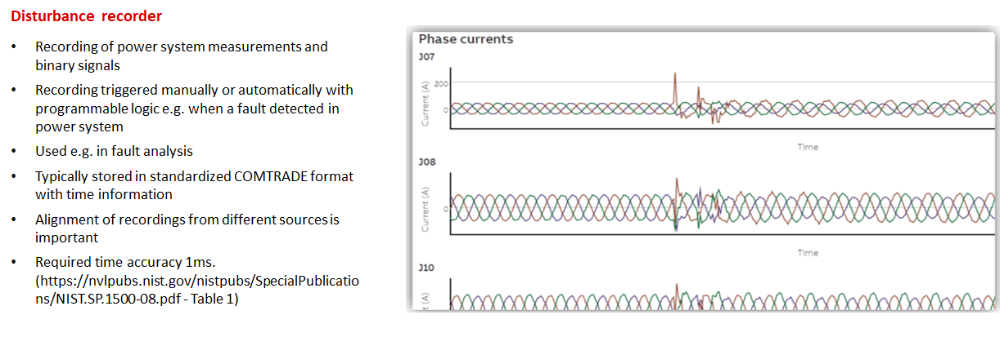 Disturbance recorder
• Recording of power system measurements and
binary signals
• Recording triggered manually or automatically with
programmable logic e.g. when a fault detected in
power system
• Used e.g. in fault analysis
• Typically stored in standardized COMTRADE format
with time information
• Alignment of recordings from different sources is
important
• Required time accuracy 1ms.
(https://nvlpubs.nist.gov/nistpubs/SpecialPublicatio
ns/NIST.SP.1500-08.pdf - Table 1)
Phase currents
J07
Current (A)
200
0
Time
J08
Current (A)
0
Time
J10
t (A)